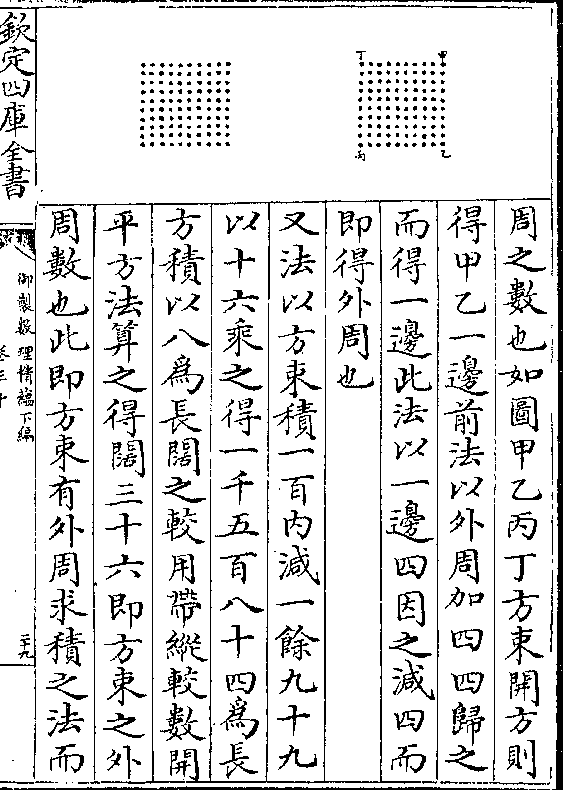 甲
乙
丁
丙
周之數也如圖甲乙丙丁方束開方則
得甲乙一邊前法以外周加四四歸之
而得一邊此法以一邊四因之減四而
即得外周也
又法以方束積一百内減一餘九十九
以十六乘之得一千五百八十四為長
方積以八爲長闊之較用帶縱較數開
平方法算之得闊三十六即方束之外
周數也此即方束有外周求積之法而
欽定四庫全書
御製數理精蘊下編
卷三十